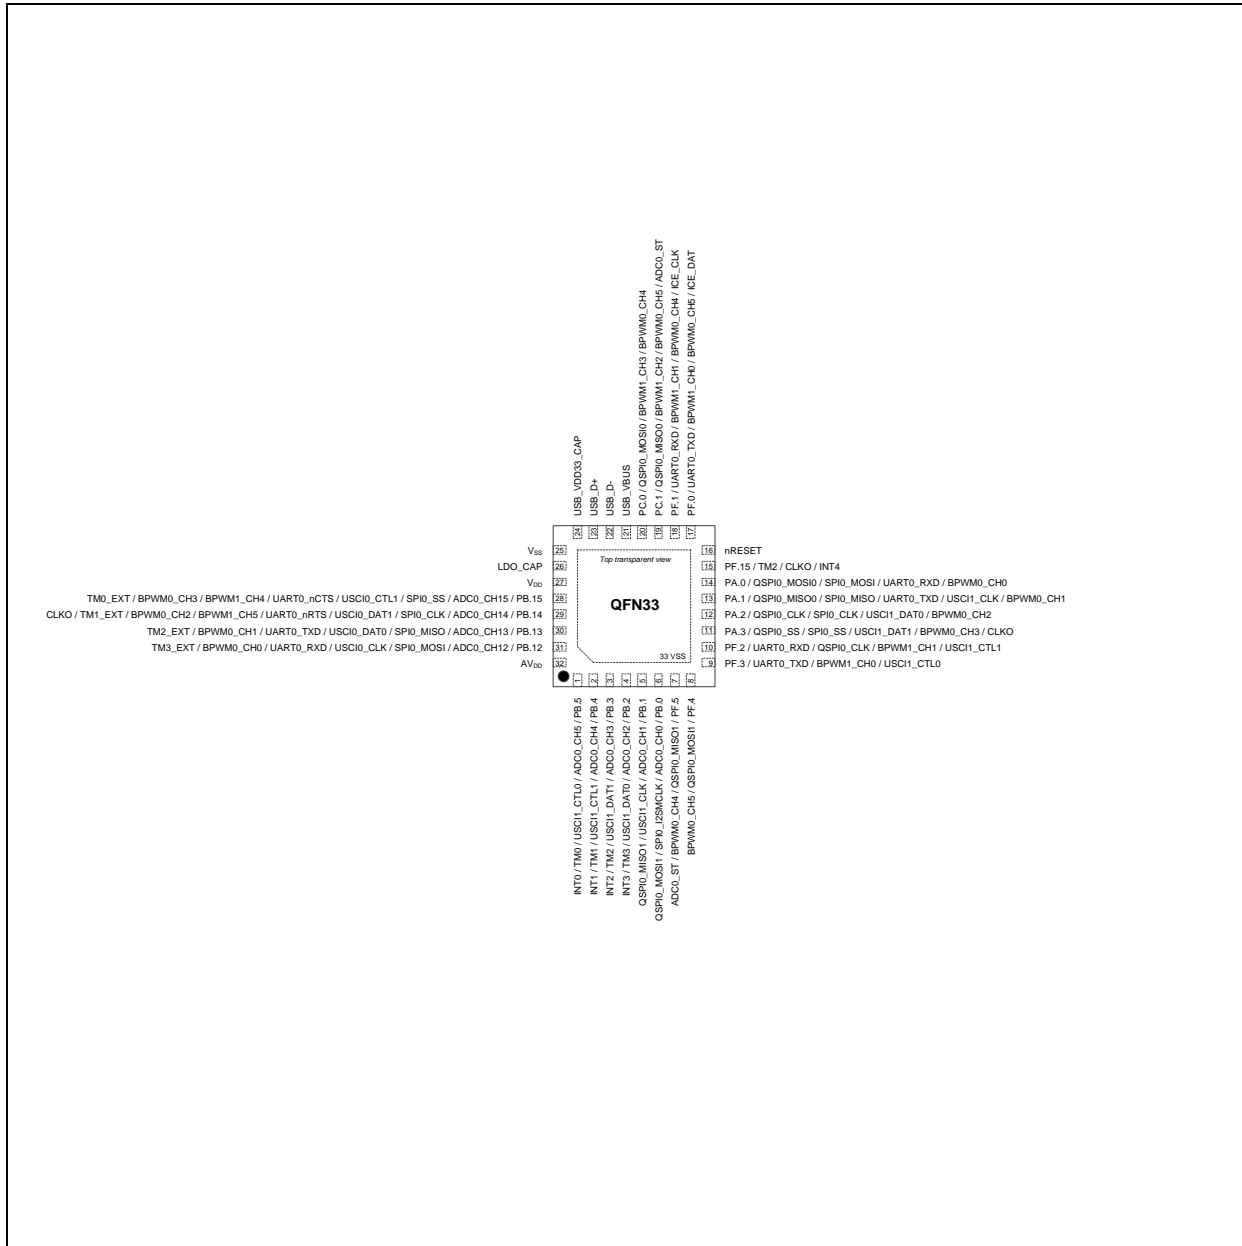 USB_VDD33_CAP
USB_D+
USB_D-
USB_VBUS
PC.0 / QSPI0_MOSI0 / BPWM1_CH3 / BPWM0_CH4
PC.1 / QSPI0_MISO0 / BPWM1_CH2 / BPWM0_CH5 / ADC0_ST
PF.1 / UART0_RXD / BPWM1_CH1 / BPWM0_CH4 / ICE_CLK
PF.0 / UART0_TXD / BPWM1_CH0 / BPWM0_CH5 / ICE_DAT
24 23 22 21 20 19 18 17
VSS 25
LDO_CAP 26
VDD 27
TM0_EXT / BPWM0_CH3 / BPWM1_CH4 / UART0_nCTS / USCI0_CTL1 / SPI0_SS / ADC0_CH15 / PB.15 28
CLKO / TM1_EXT / BPWM0_CH2 / BPWM1_CH5 / UART0_nRTS / USCI0_DAT1 / SPI0_CLK / ADC0_CH14 / PB.14 29
TM2_EXT / BPWM0_CH1 / UART0_TXD / USCI0_DAT0 / SPI0_MISO / ADC0_CH13 / PB.13 30
TM3_EXT / BPWM0_CH0 / UART0_RXD / USCI0_CLK / SPI0_MOSI / ADC0_CH12 / PB.12 31
AVDD 32
Top transparent view
QFN33
33 VSS
16 nRESET
15 PF.15 / TM2 / CLKO / INT4
14 PA.0 / QSPI0_MOSI0 / SPI0_MOSI / UART0_RXD / BPWM0_CH0
13 PA.1 / QSPI0_MISO0 / SPI0_MISO / UART0_TXD / USCI1_CLK / BPWM0_CH1
12 PA.2 / QSPI0_CLK / SPI0_CLK / USCI1_DAT0 / BPWM0_CH2
11 PA.3 / QSPI0_SS / SPI0_SS / USCI1_DAT1 / BPWM0_CH3 / CLKO
10 PF.2 / UART0_RXD / QSPI0_CLK / BPWM1_CH1 / USCI1_CTL1
9 PF.3 / UART0_TXD / BPWM1_CH0 / USCI1_CTL0
1 2 3 4 5 6 7 8
INT0 / TM0 / USCI1_CTL0 / ADC0_CH5 / PB.5
INT1 / TM1 / USCI1_CTL1 / ADC0_CH4 / PB.4
INT2 / TM2 / USCI1_DAT1 / ADC0_CH3 / PB.3
INT3 / TM3 / USCI1_DAT0 / ADC0_CH2 / PB.2
QSPI0_MISO1 / USCI1_CLK / ADC0_CH1 / PB.1
QSPI0_MOSI1 / SPI0_I2SMCLK / ADC0_CH0 / PB.0
ADC0_ST / BPWM0_CH4 / QSPI0_MISO1 / PF.5
BPWM0_CH5 / QSPI0_MOSI1 / PF.4